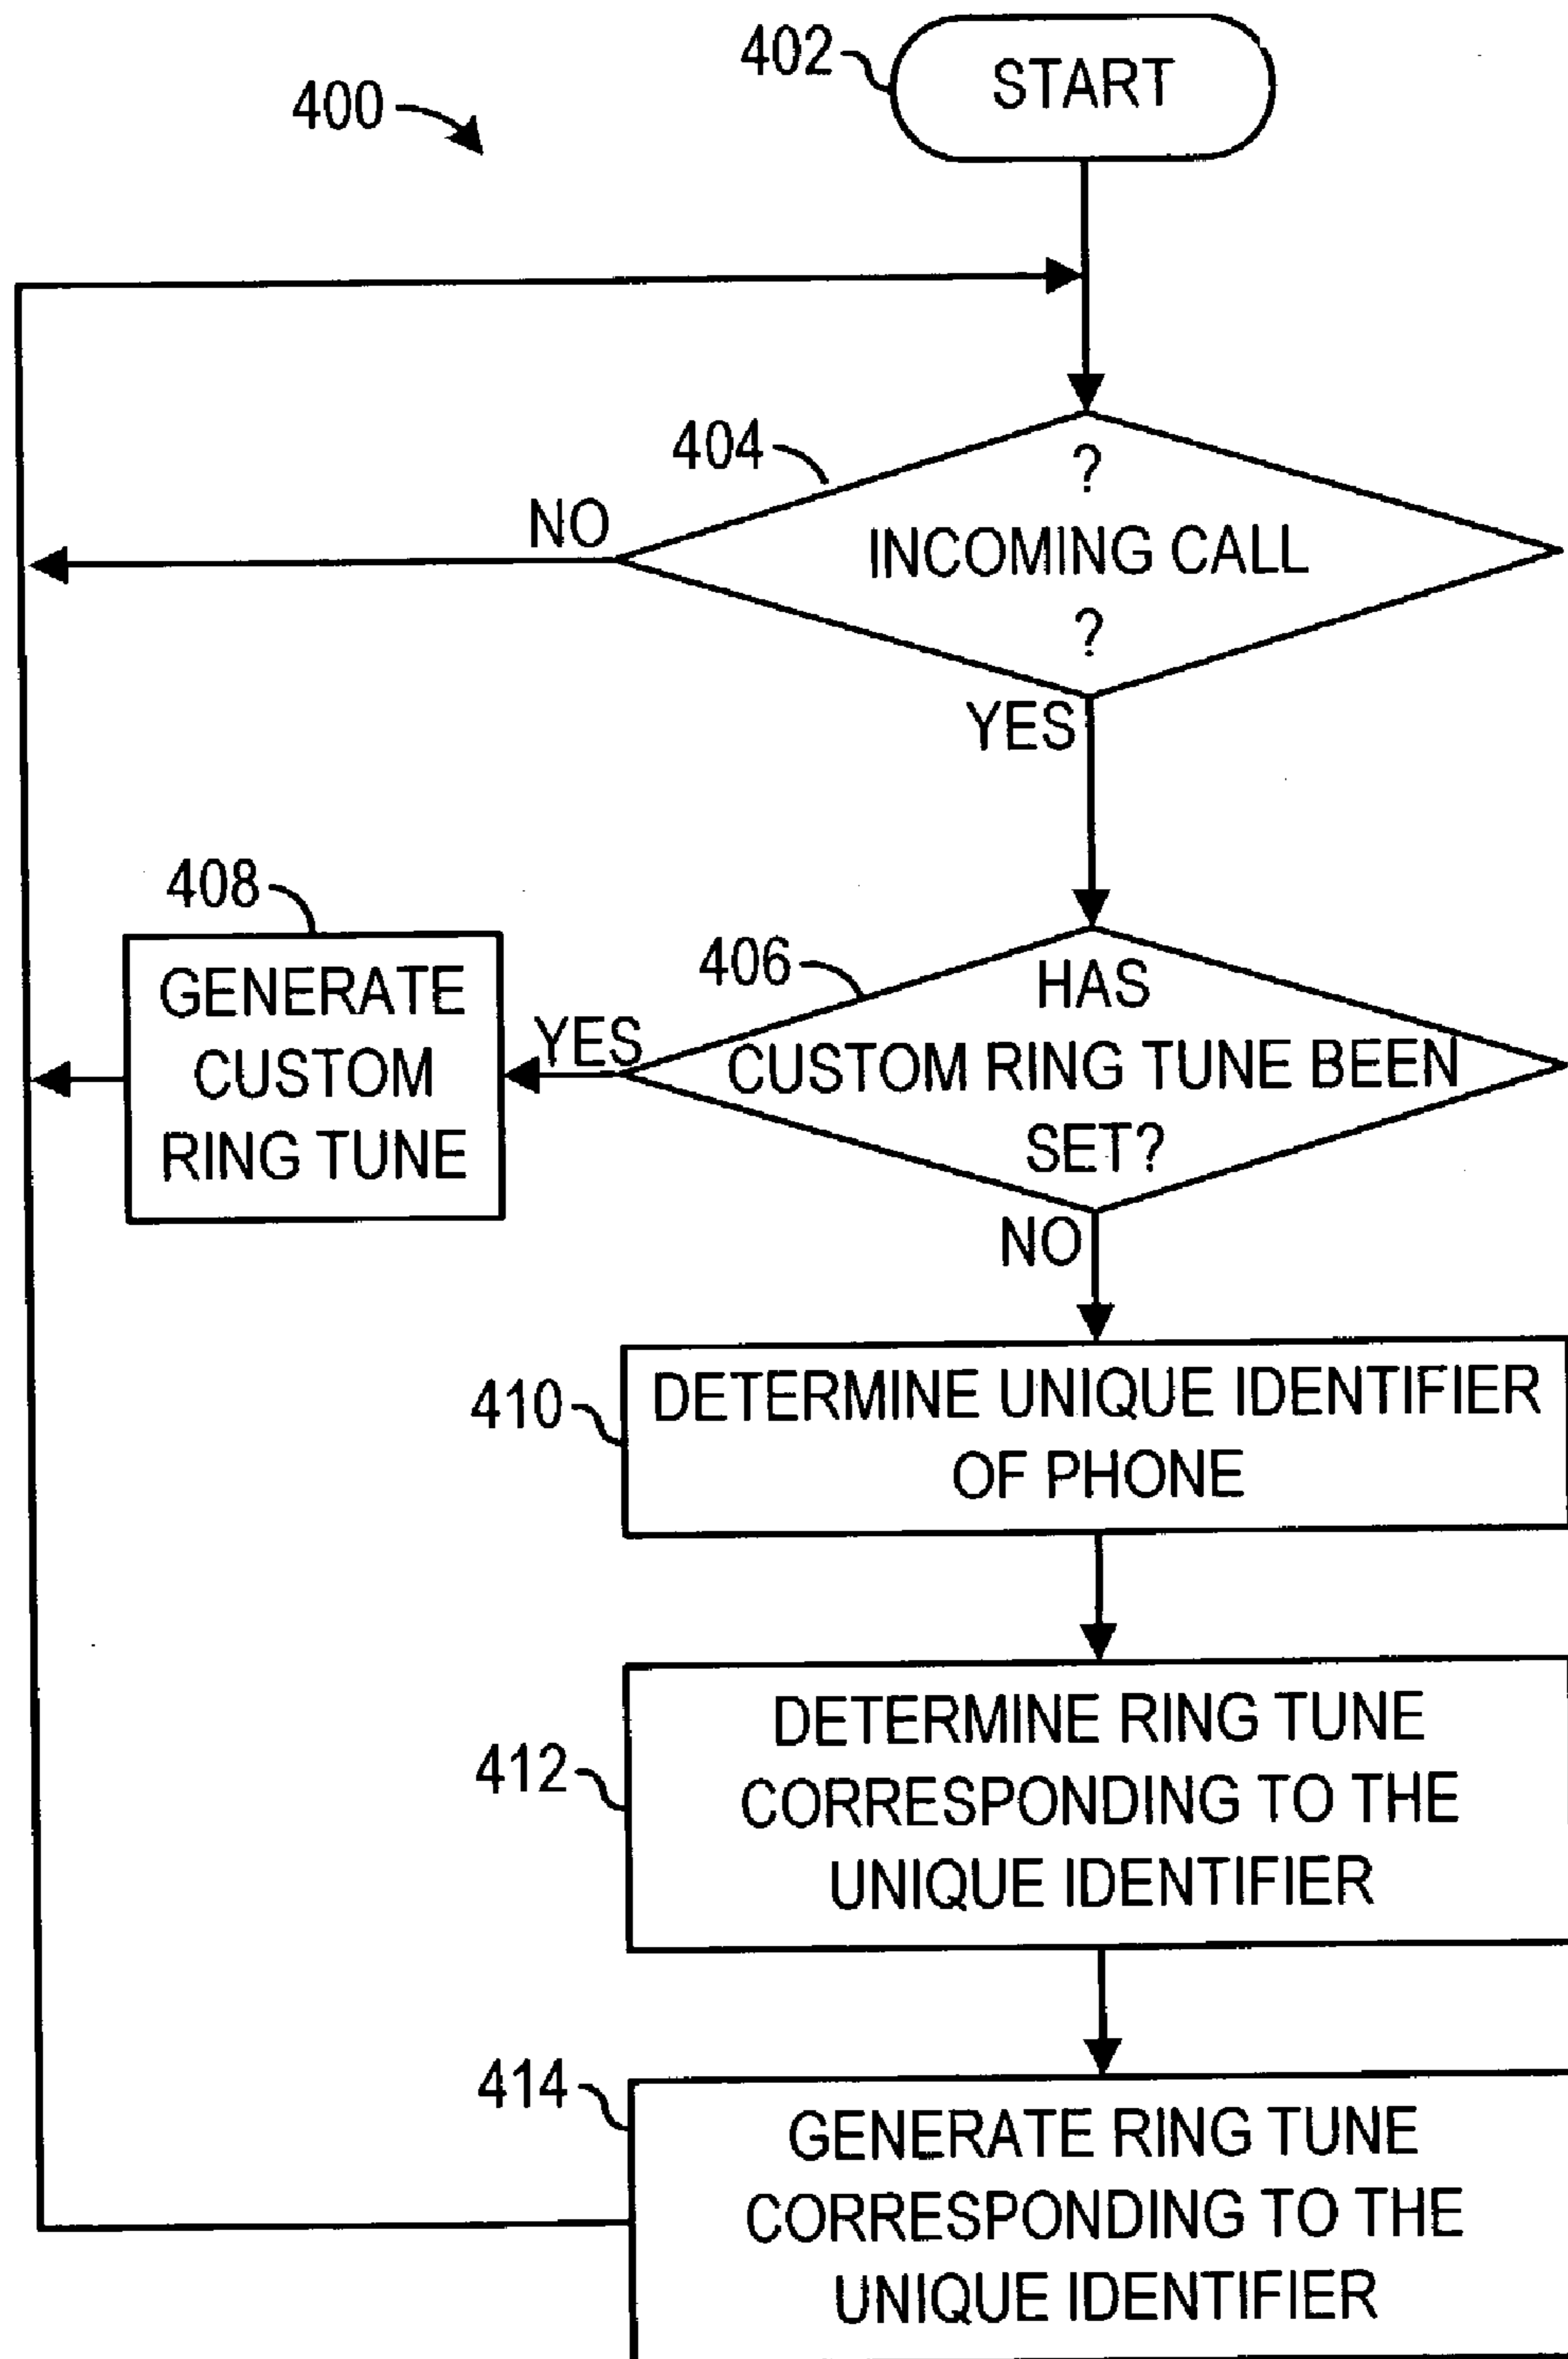 402
START
400
404
?
INCOMING CALL
?
NO
YES
408
GENERATE
CUSTOM
RING TUNE
406
HAS
CUSTOM RING TUNE BEEN
SET?
YES
NO
410
DETERMINE UNIQUE IDENTIFIER
OF PHONE
412
DETERMINE RING TUNE
CORRESPONDING TO THE
UNIQUE IDENTIFIER
414
GENERATE RING TUNE
CORRESPONDING TO THE
UNIQUE IDENTIFIER